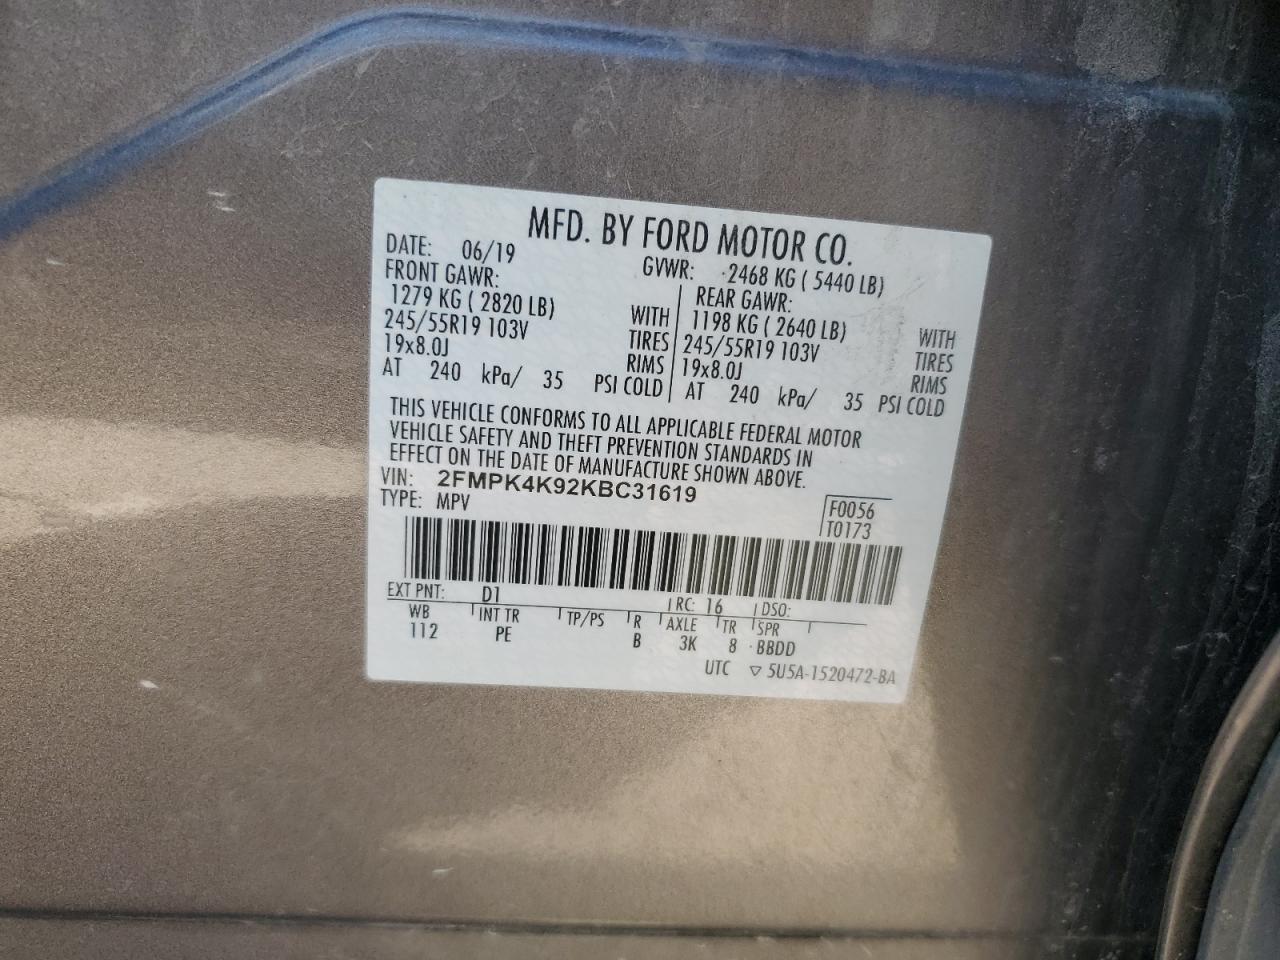 MFD. BY FORD MOTOR CO.
DATE: 06/19 GVWR: 2468 KG ( 5440 LB)
FRONT GAWR: REAR GAWR:
1279 KG ( 2820 LB) WITH 1198 KG ( 2640 LB) WITH
245/55R19 103V TIRES 245/55R19 103V TIRES
19x8.0J RIMS 19x8.0J RIMS
AT 240 kPa/ 35 PSI COLD AT 240 kPa/ 35 PSI COLD
THIS VEHICLE CONFORMS TO ALL APPLICABLE FEDERAL MOTOR
VEHICLE SAFETY AND THEFT PREVENTION STANDARDS IN
EFFECT ON THE DATE OF MANUFACTURE SHOWN ABOVE.
VIN: 2FMPK4K92KBC31619
TYPE: MPV F0056
T0173
EXT PNT: D1 RC: 16 DSO:
WB INT TR TP/PS R AXLE TR SPR
112 PE B 3K 8 BBDD
UTC ▽ 5U5A-1520472-BA